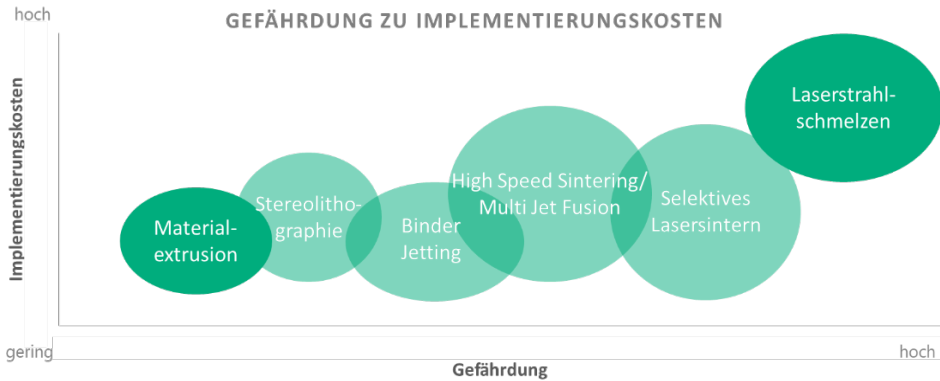 hoch
GEFÄHRDUNG ZU IMPLEMENTIERUNGSKOSTEN
Implementierungskosten
Laserstrahl-
schmelzen
High Speed Sintering/
Multi Jet Fusion
Selektives
Lasersintern
Stereolitho-
graphie
Binder
Jetting
Material-
extrusion
gering
hoch
Gefährdung